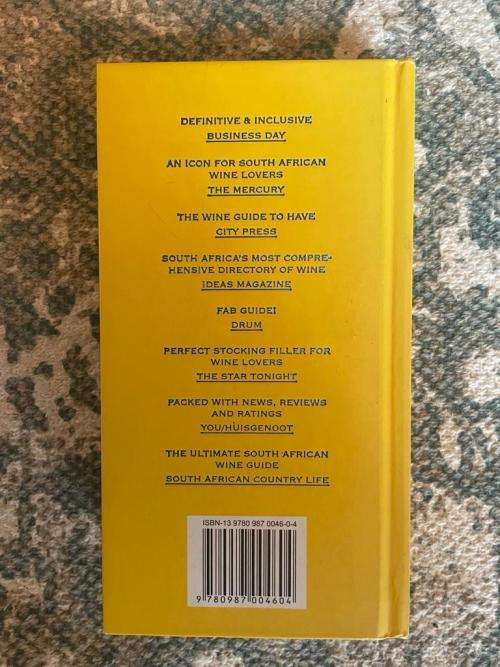 DEFINITIVE & INCLUSIVE
BUSINESS DAY
AN ICON FOR SOUTH AFRICAN
WINE LOVERS
THE MERCURY
THE WINE GUIDE TO HAVE
CITY PRESS
SOUTH AFRICA'S MOST COMPRE-
HENSIVE DIRECTORY OF WINE
IDEAS MAGAZINE
FAB GUIDE!
DRUM
PERFECT STOCKING FILLER FOR
WINE LOVERS
THE STAR TONIGHT
PACKED WITH NEWS, REVIEWS
AND RATINGS
YOU/HUISGENOOT
THE ULTIMATE SOUTH AFRICAN
WINE GUIDE
SOUTH AFRICAN COUNTRY LIFE
ISBN-13 9780 987 0046-0-4
9 780987 004604